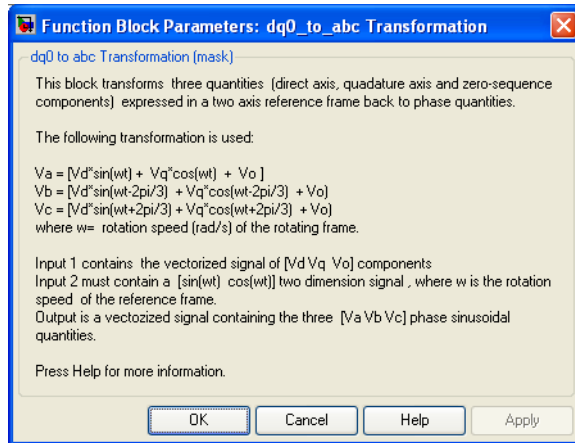 Function Block Parameters: dq0_to_abc Transformation
dq0 to abc Transformation (mask)
This block transforms three quantities (direct axis, quadature axis and zero-sequence
components) expressed in a two axis reference frame back to phase quantities.
The following transformation is used:
Va = [Vd*sin(wt) + Vq*cos(wt) + Vo ]
Vb = [Vd*sin(wt-2pi/3) + Vq*cos(wt-2pi/3) + Vo)
Vc = [Vd*sin(wt+2pi/3) + Vq*cos(wt+2pi/3) + Vo)
where w= rotation speed (rad/s) of the rotating frame.
Input 1 contains the vectorized signal of [Vd Vq Vo] components
Input 2 must contain a [sin(wt) cos(wt)] two dimension signal , where w is the rotation
speed of the reference frame.
Output is a vectozized signal containing the three [Va Vb Vc] phase sinusoidal
quantities.
Press Help for more information.
OK Cancel Help Apply